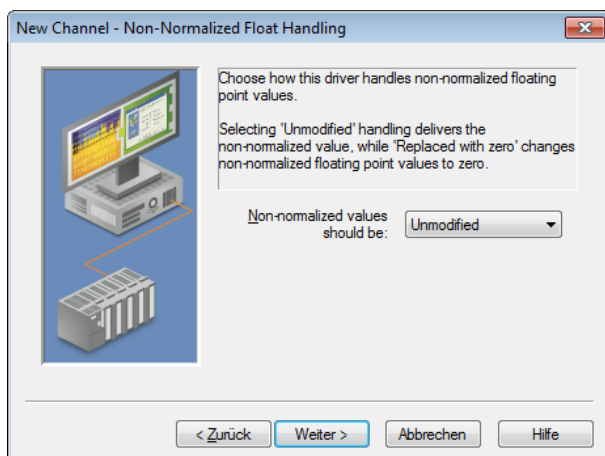 New Channel - Non-Normalized Float Handling
Choose how this driver handles non-normalized floating
point values.
Selecting 'Unmodified' handling delivers the
non-normalized value, while 'Replaced with zero' changes
non-normalized floating point values to zero.
Non-normalized values
should be:
Unmodified
< Zurück
Weiter >
Abbrechen
Hilfe